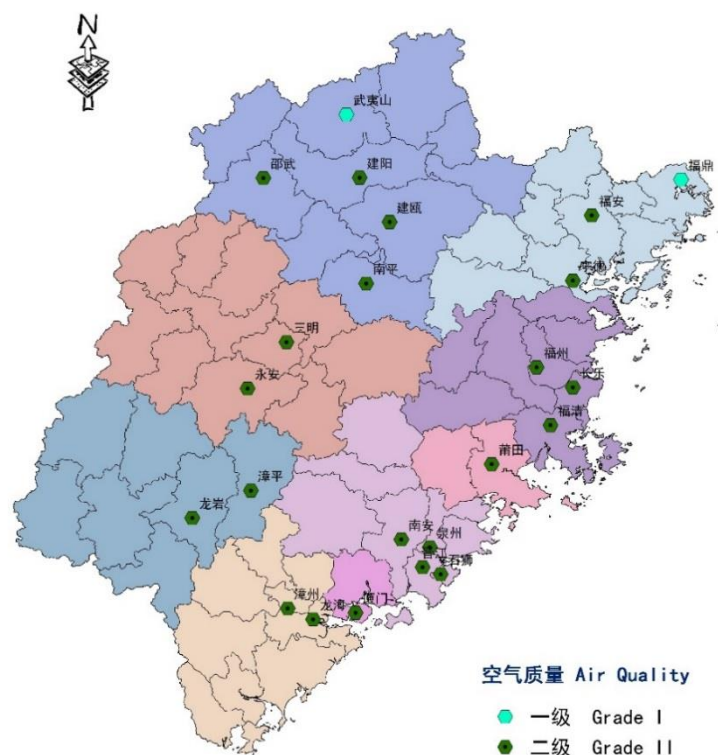 N
武夷山
福鼎
邵武
建阳
福安
建瓯
宁德
南平
三明
福州
永安
长乐
福清
莆田
漳平
龙岩
南安
泉州
晋江
石狮
漳州
龙海
厦门
空气质量 Air Quality
一级 Grade I
二级 Grade II